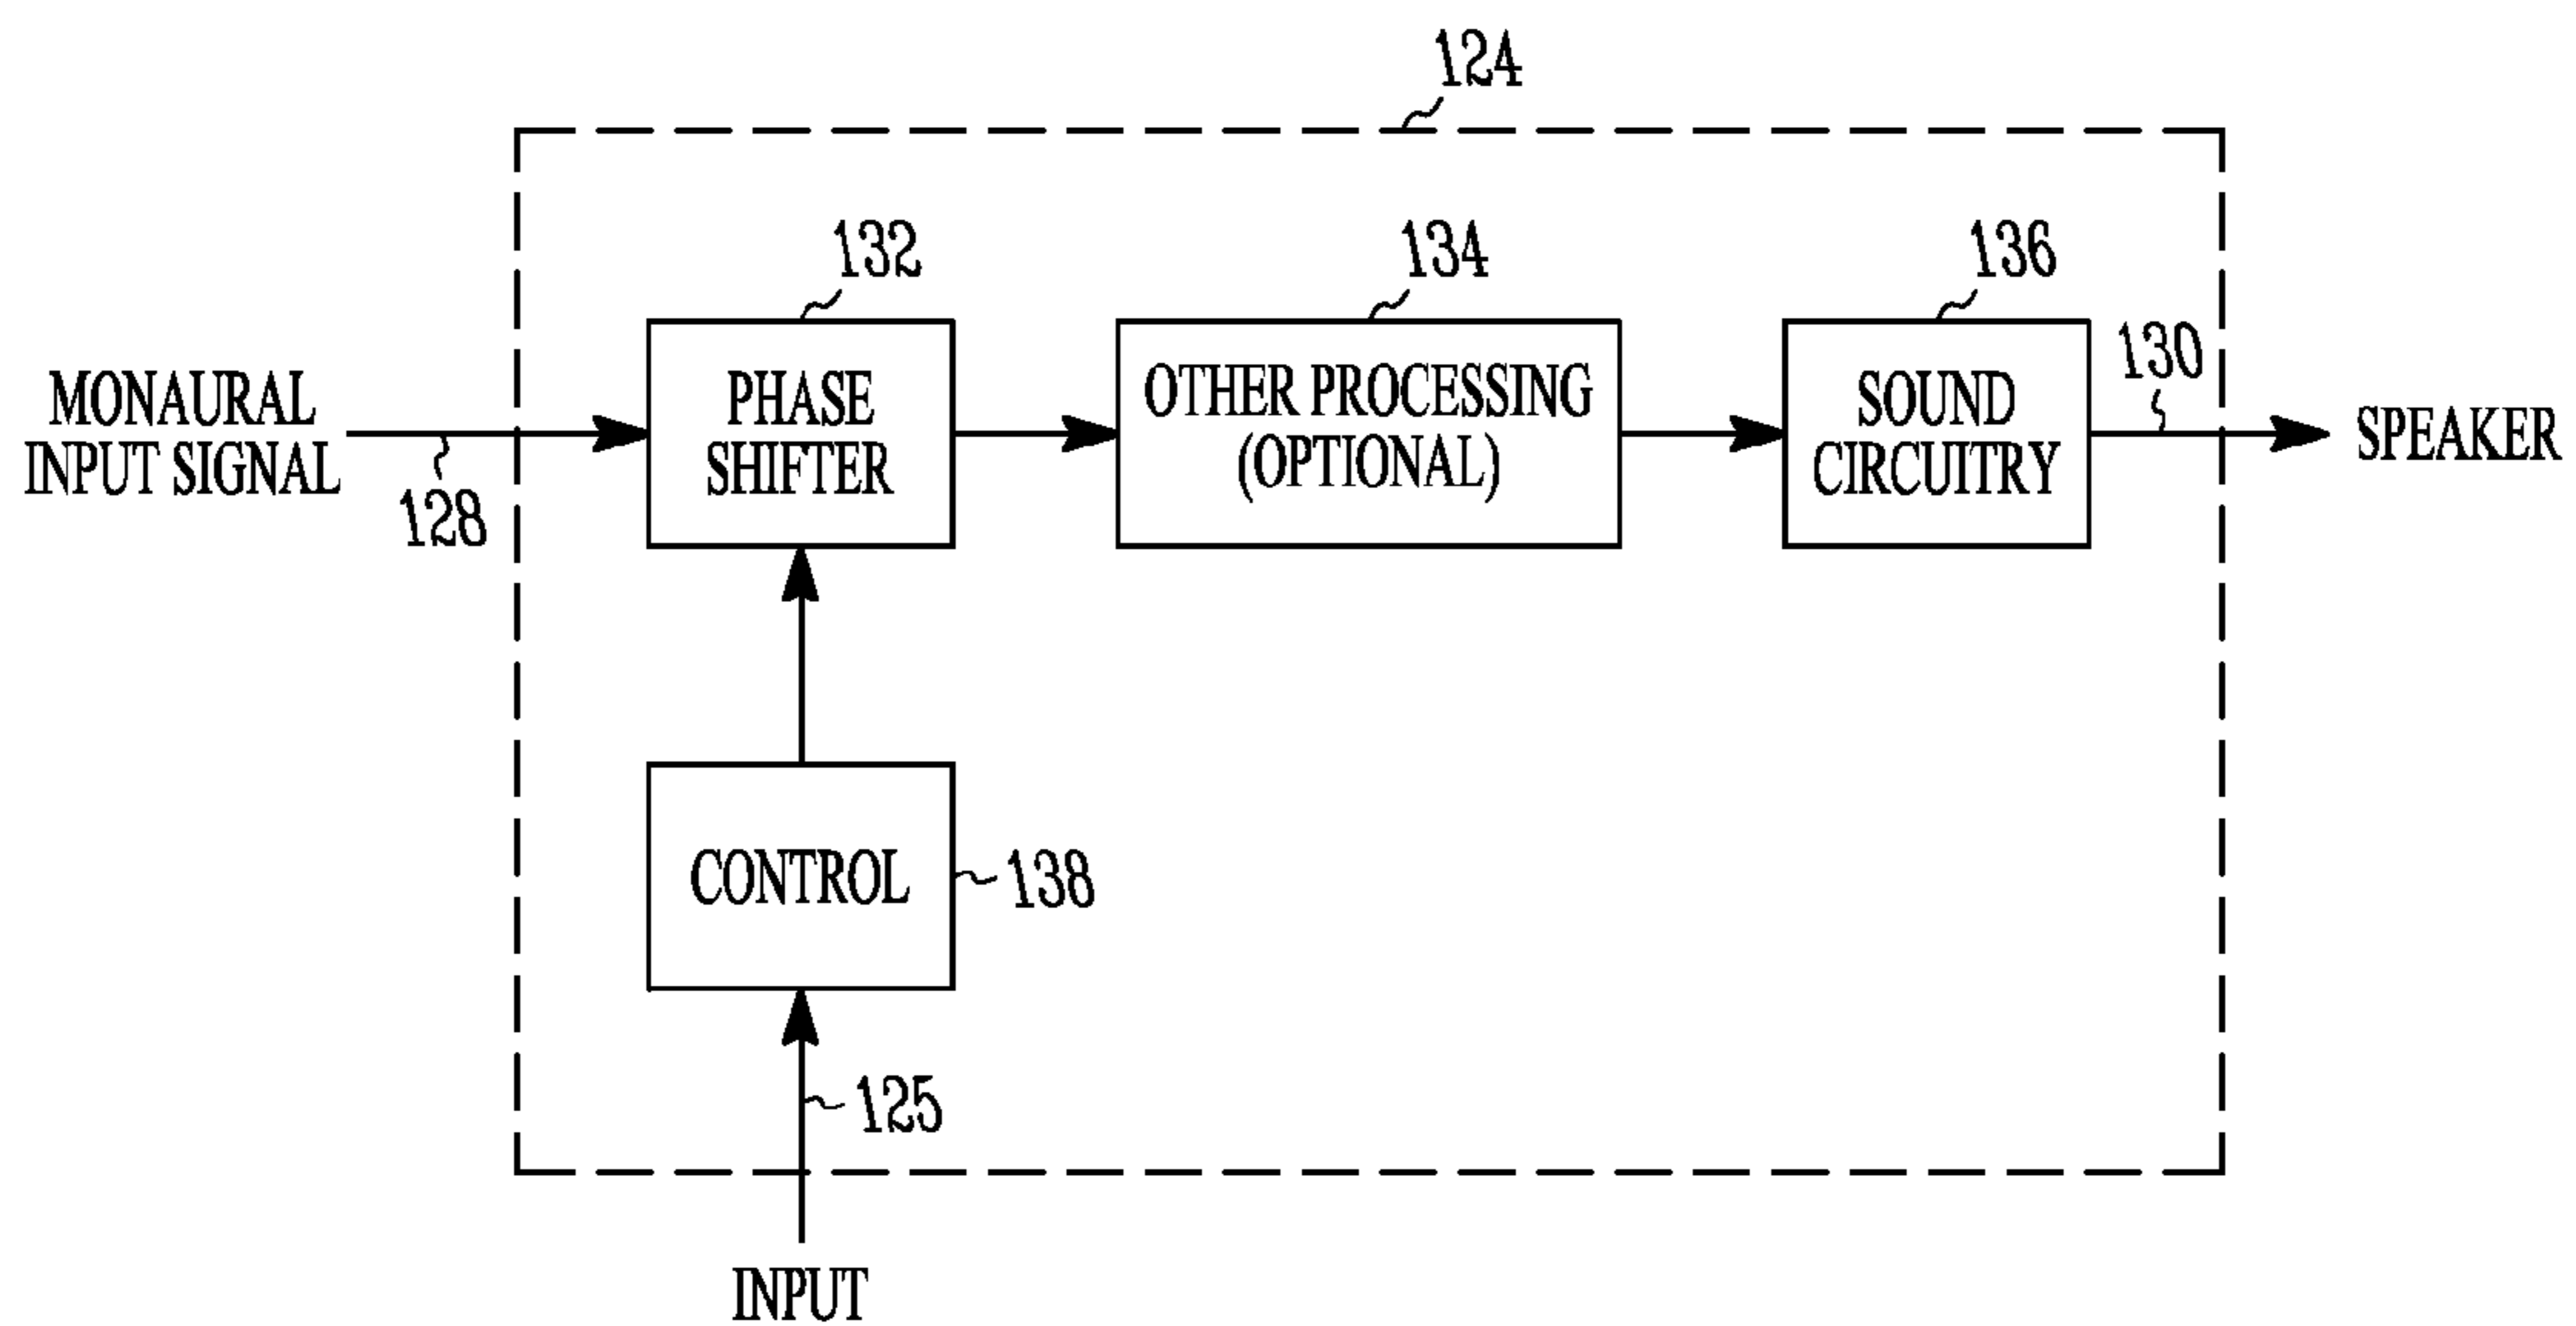 124
132
134
136
130
MONAURAL
INPUT SIGNAL
128
PHASE
SHIFTER
OTHER PROCESSING
(OPTIONAL)
SOUND
CIRCUITRY
SPEAKER
CONTROL
138
125
INPUT